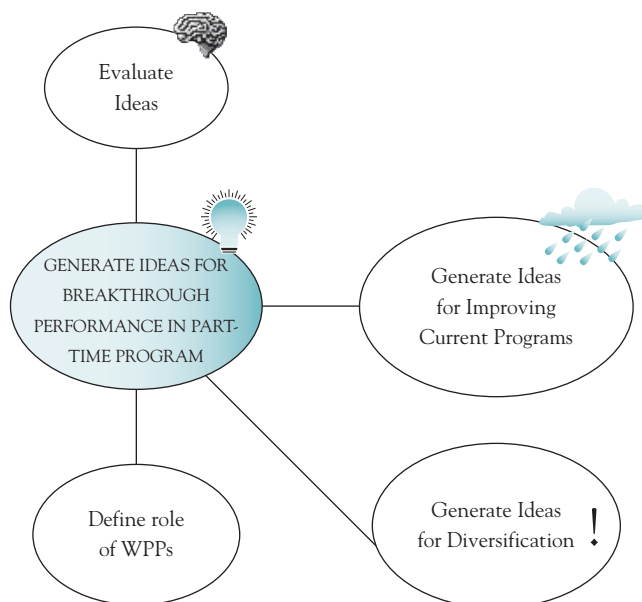 Evaluate
Ideas
GENERATE IDEAS FOR
BREAKTHROUGH
PERFORMANCE IN PART-
TIME PROGRAM
Generate Ideas
for Improving
Current Programs
Define role
of WPPs
Generate Ideas
for Diversification !